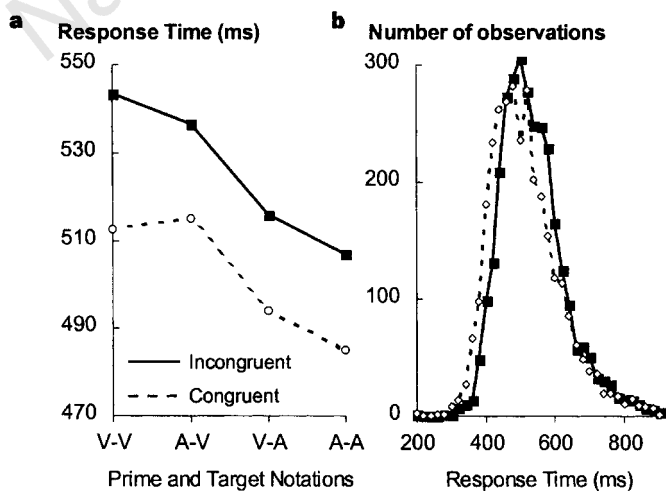 a Response Time (ms)
550
530
510
490
470
Incongruent
Congruent
V-V A-V V-A A-A
Prime and Target Notations
b Number of observations
300
200
100
0
200 400 600 800
Response Time (ms)